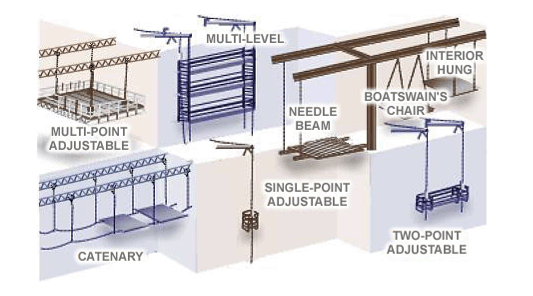 MULTI-LEVEL
INTERIOR
HUNG
BOATSWAIN'S
CHAIR
NEEDLE
BEAM
MULTI-POINT
ADJUSTABLE
SINGLE-POINT
ADJUSTABLE
TWO-POINT
ADJUSTABLE
CATENARY